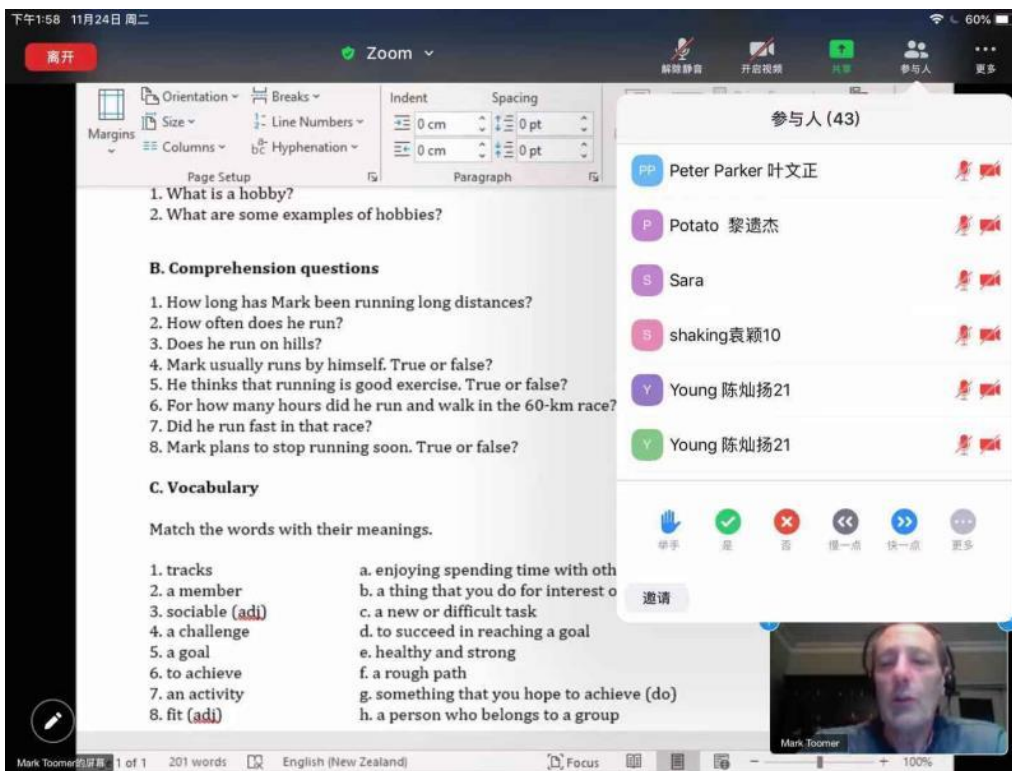 下午1:58 11月24日 周二
60%
离开
Zoom
解除静音
开启视频
共享
参与人
更多
Margins
Orientation
Size
Columns
Breaks
Line Numbers
Hyphenation
Page Setup
Indent
Spacing
0 cm
0 pt
0 cm
0 pt
Paragraph
1. What is a hobby?
2. What are some examples of hobbies?
B. Comprehension questions
1. How long has Mark been running long distances?
2. How often does he run?
3. Does he run on hills?
4. Mark usually runs by himself. True or false?
5. He thinks that running is good exercise. True or false?
6. For how many hours did he run and walk in the 60-km race?
7. Did he run fast in that race?
8. Mark plans to stop running soon. True or false?
C. Vocabulary
Match the words with their meanings.
1. tracks a. enjoying spending time with oth
2. a member b. a thing that you do for interest o
3. sociable (adj) c. a new or difficult task
4. a challenge d. to succeed in reaching a goal
5. a goal e. healthy and strong
6. to achieve f. a rough path
7. an activity g. something that you hope to achieve (do)
8. fit (adj) h. a person who belongs to a group
参与人 (43)
PP Peter Parker 叶文正
P Potato 黎遗杰
S Sara
S shaking袁颖10
Y Young 陈灿扬21
Y Young 陈灿扬21
举手
是
否
慢一点
快一点
更多
邀请
Mark Toomer
Mark Toomer的屏幕
1 of 1 201 words English (New Zealand) Focus 100%